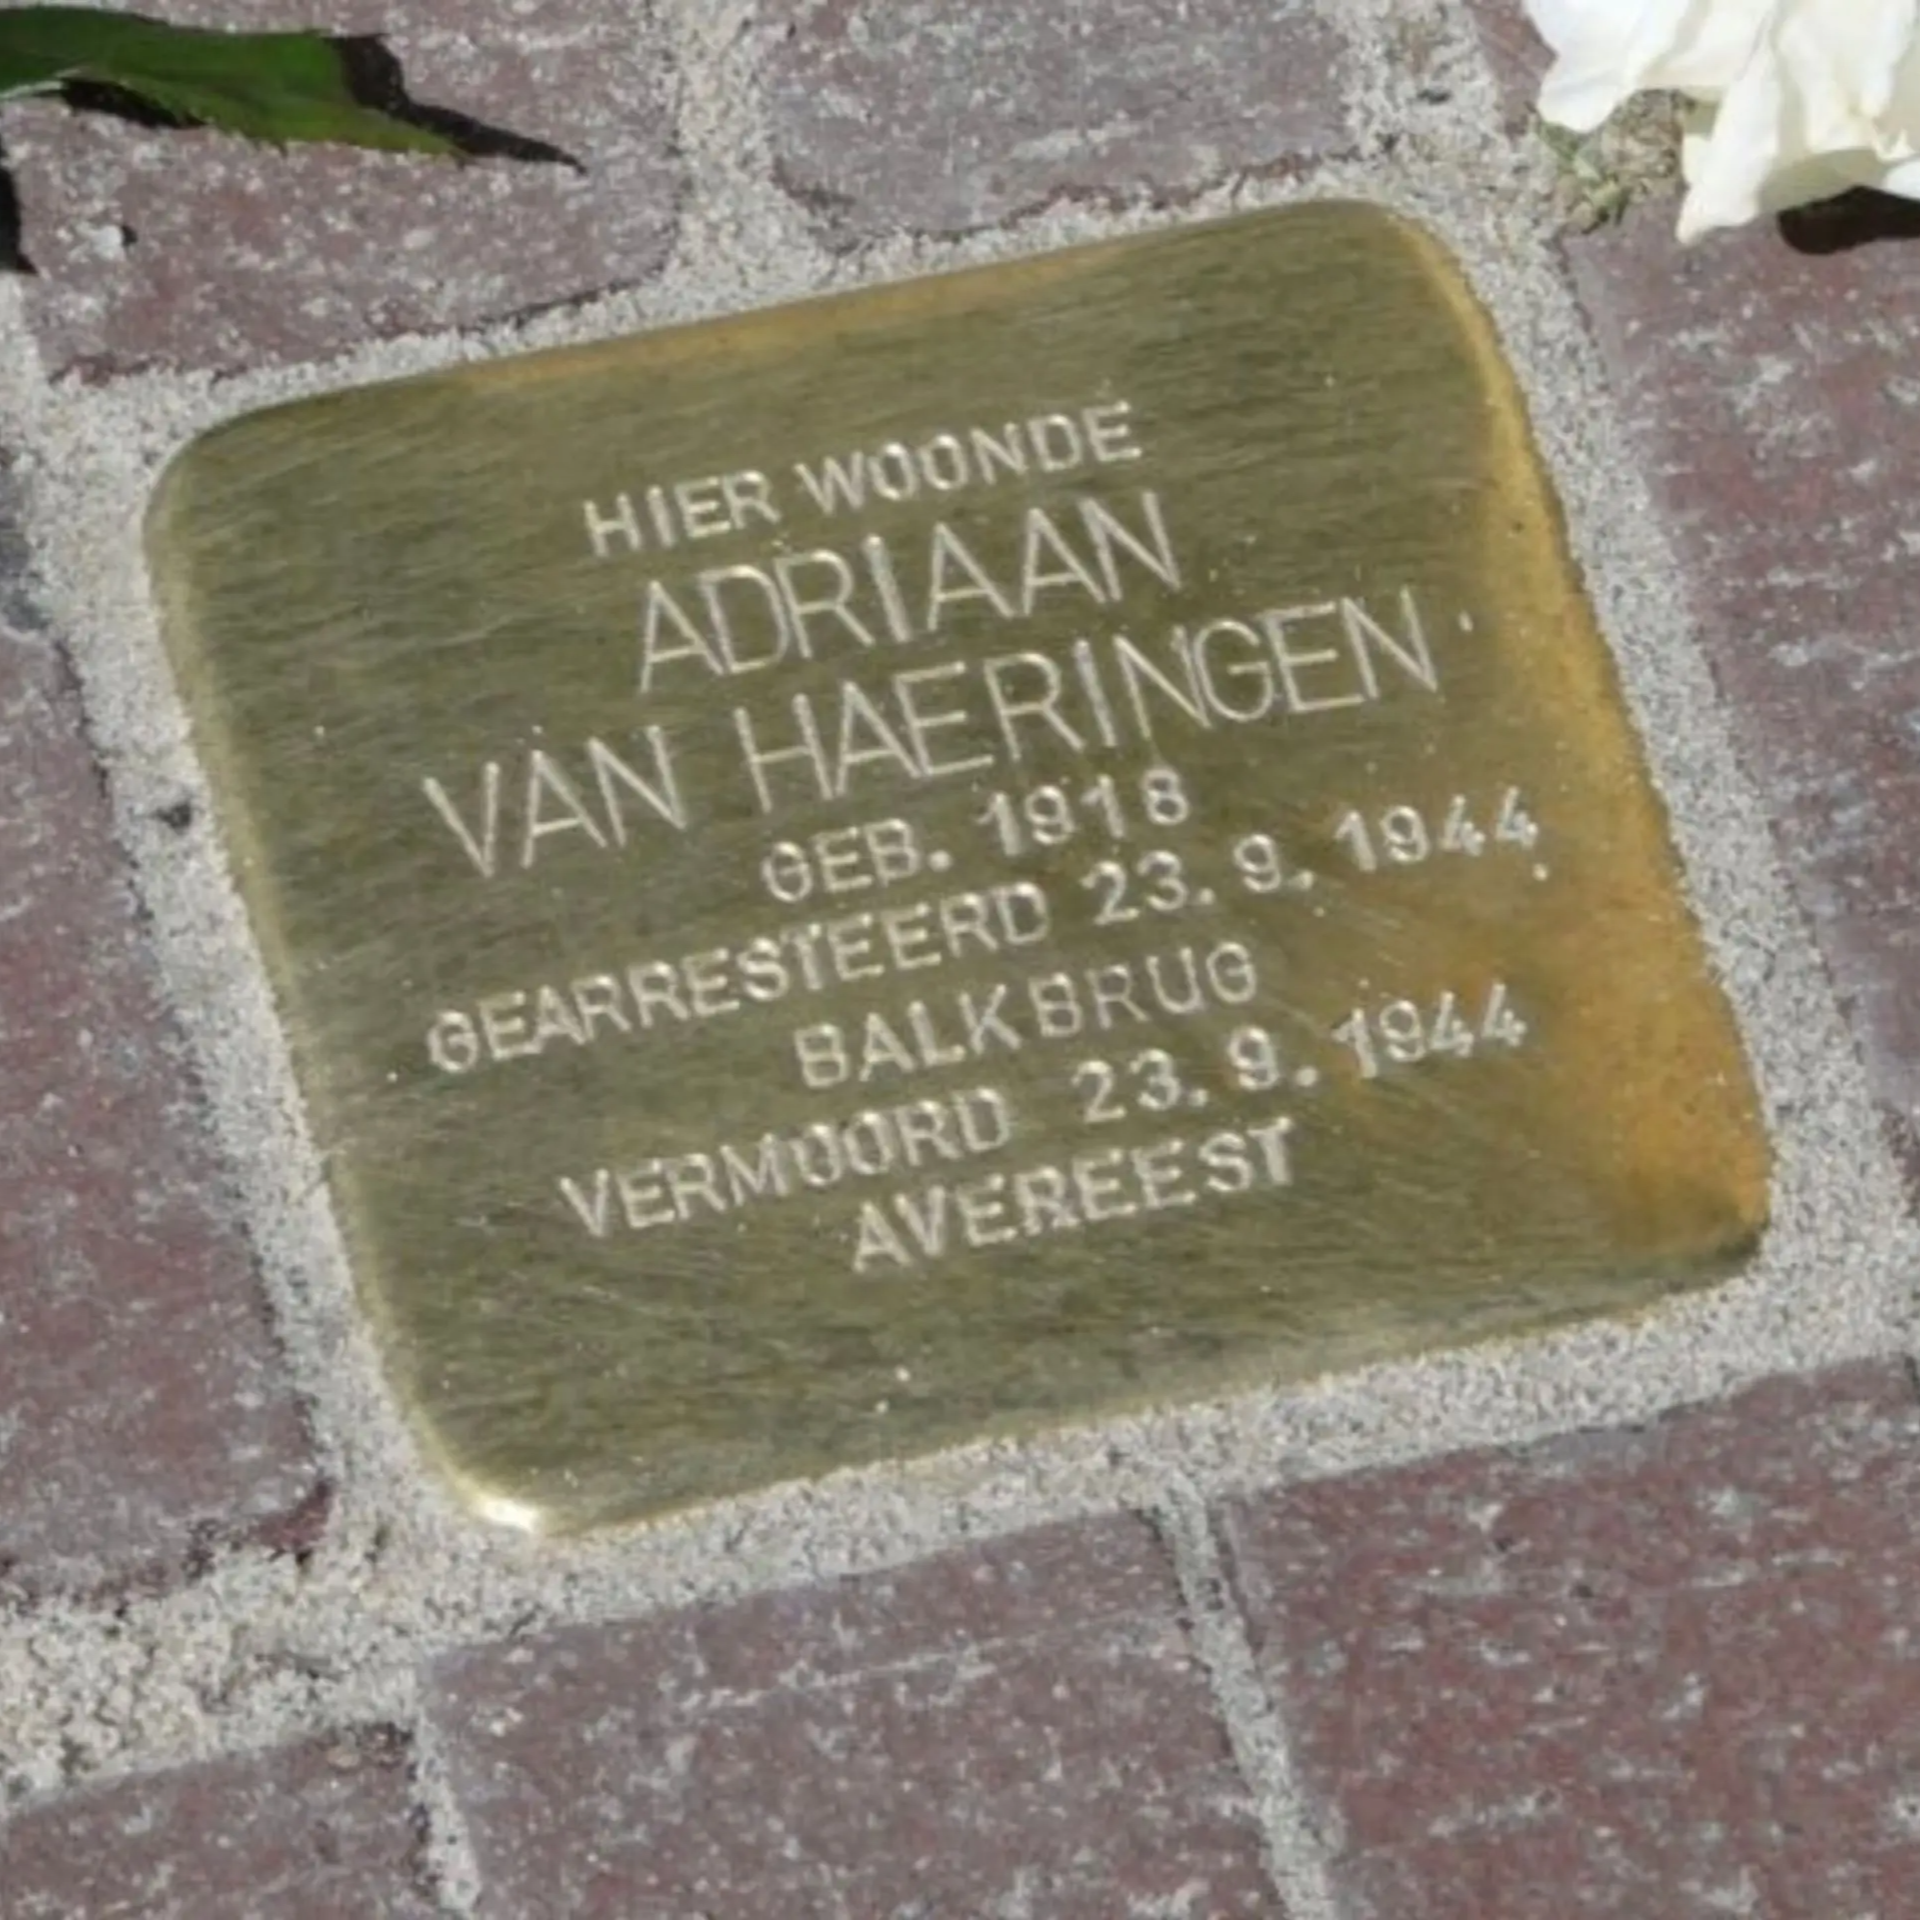 HIER WOONDE
ADRIAAN
VAN HAERINGEN
GEB. 1918
GEARRESTEERD 23.9.1944
BALKBRUG
VERMOORD 23.9.1944
AVEREEST